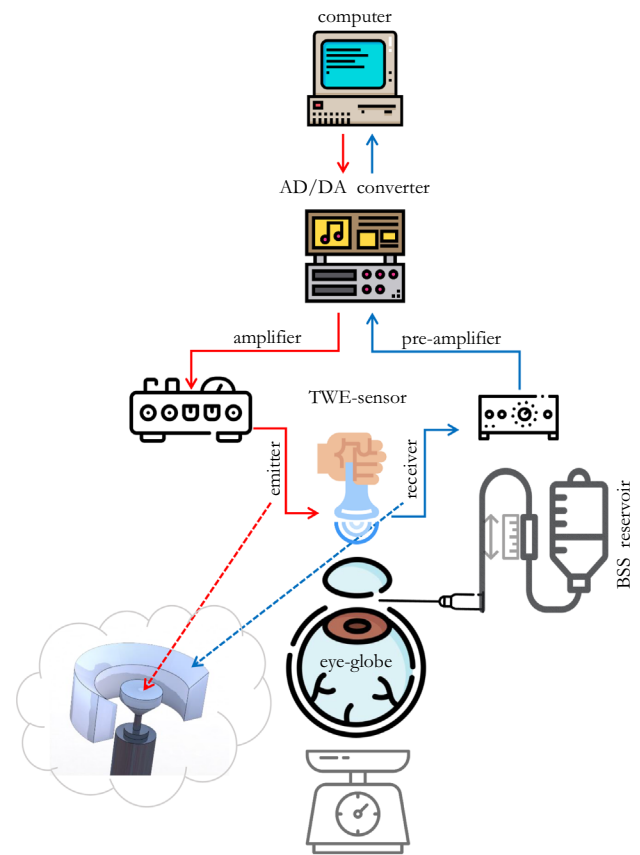 computer
AD/DA converter
amplifier
pre-amplifier
TWE-sensor
emitter
receiver
BSS reservoir
eye-globe